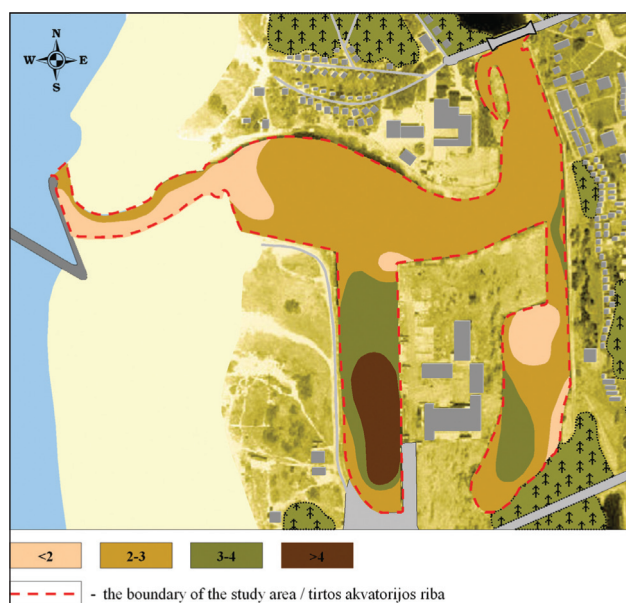 N
W E
S
<2 2-3 3-4 >4
- the boundary of the study area / tirtos akvatorijos riba